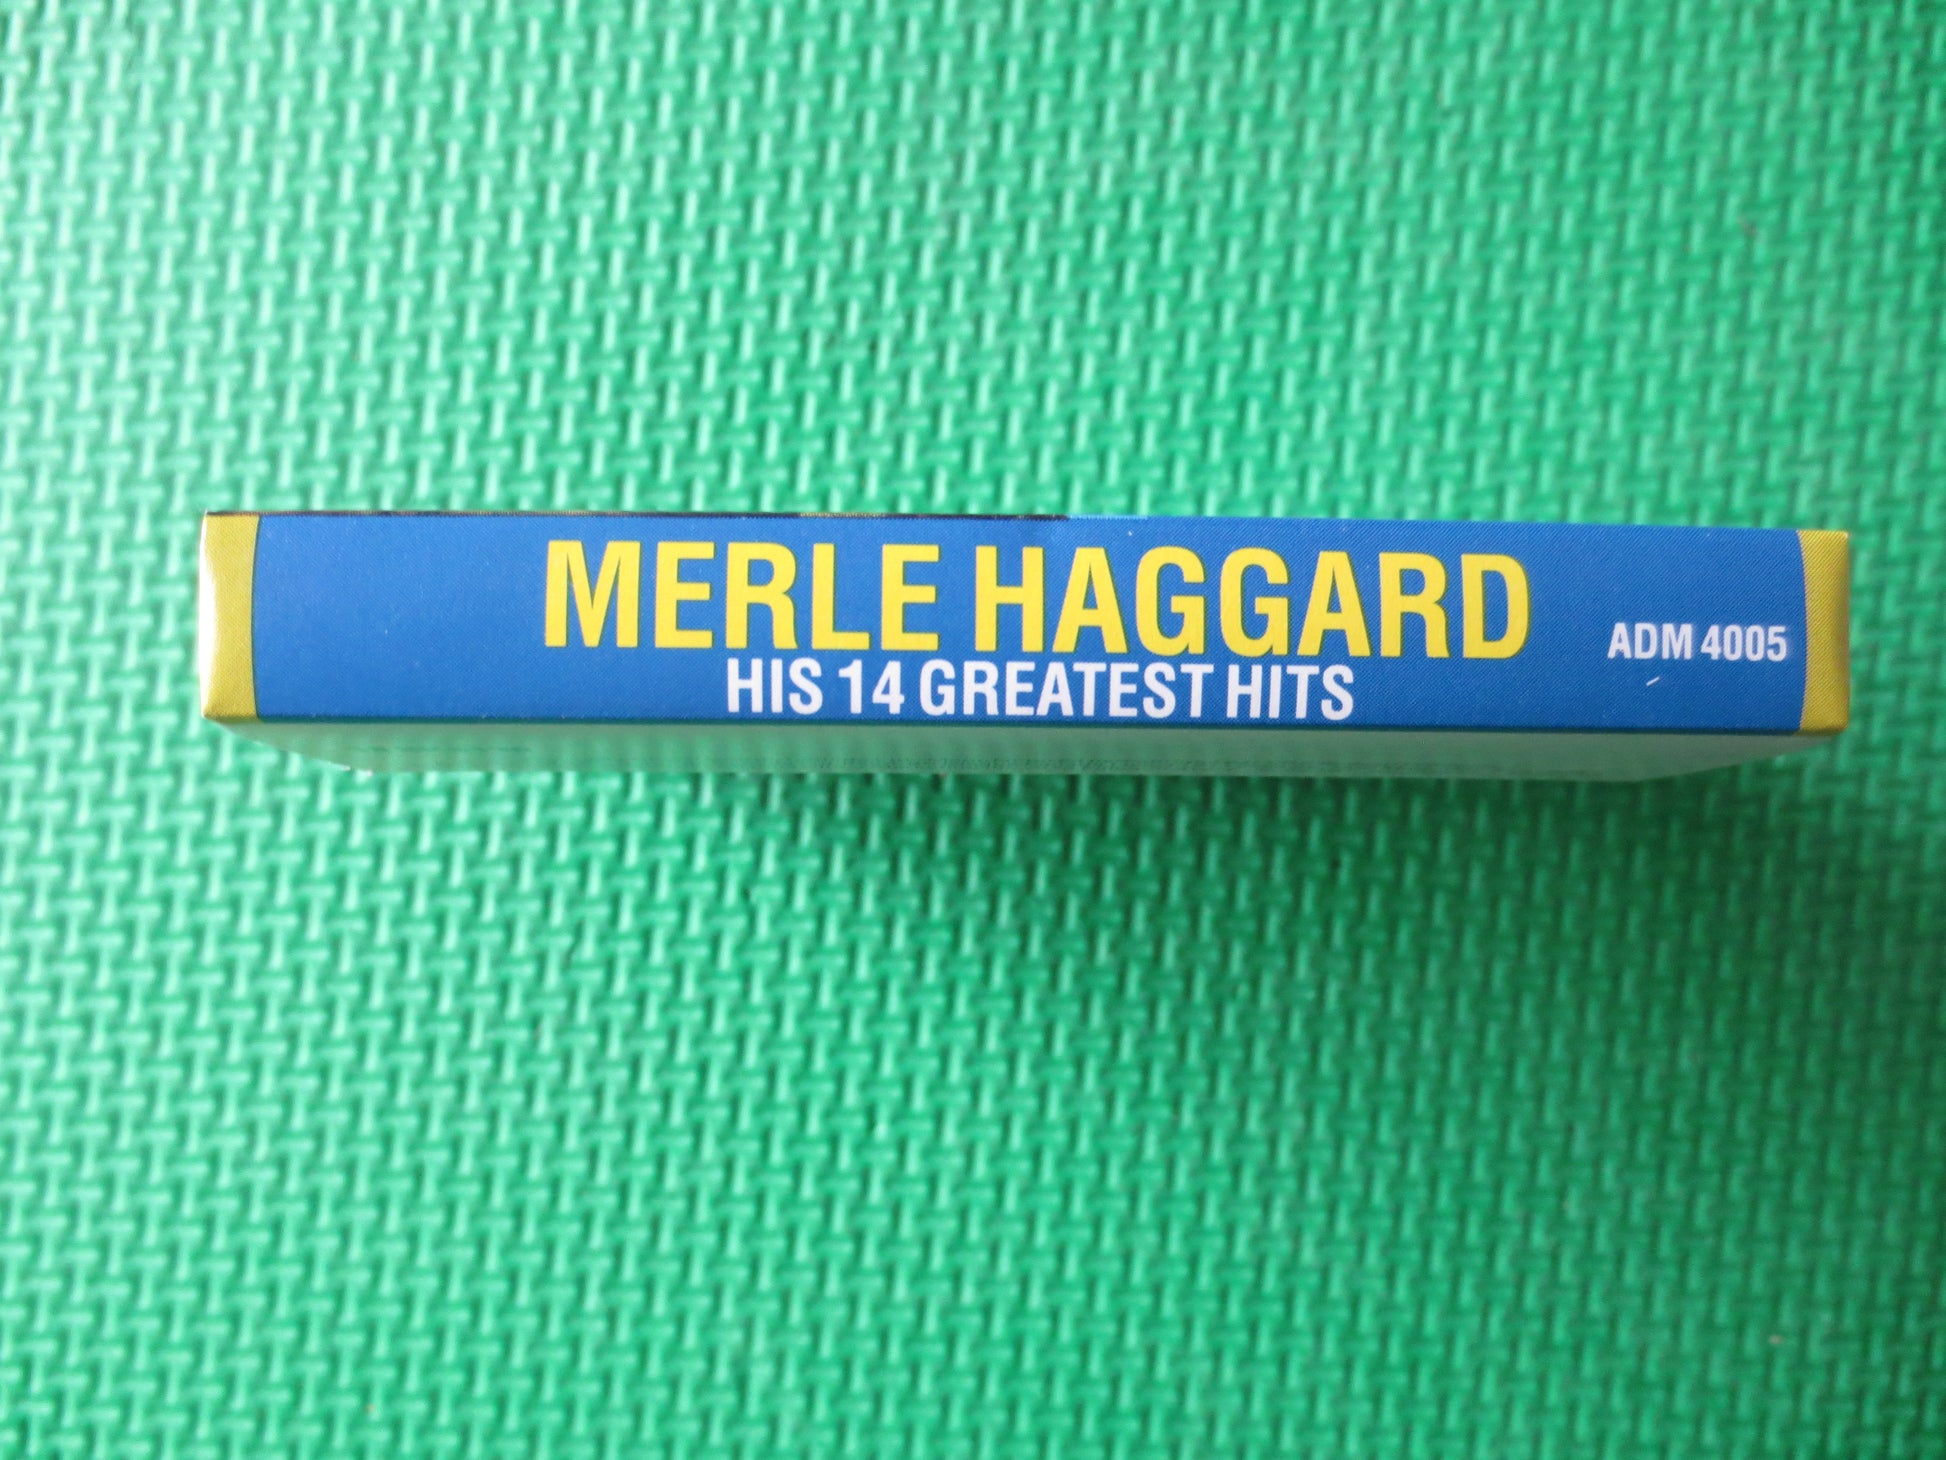 MERLE HAGGARD
HIS 14 GREATEST HITS
ADM 4005